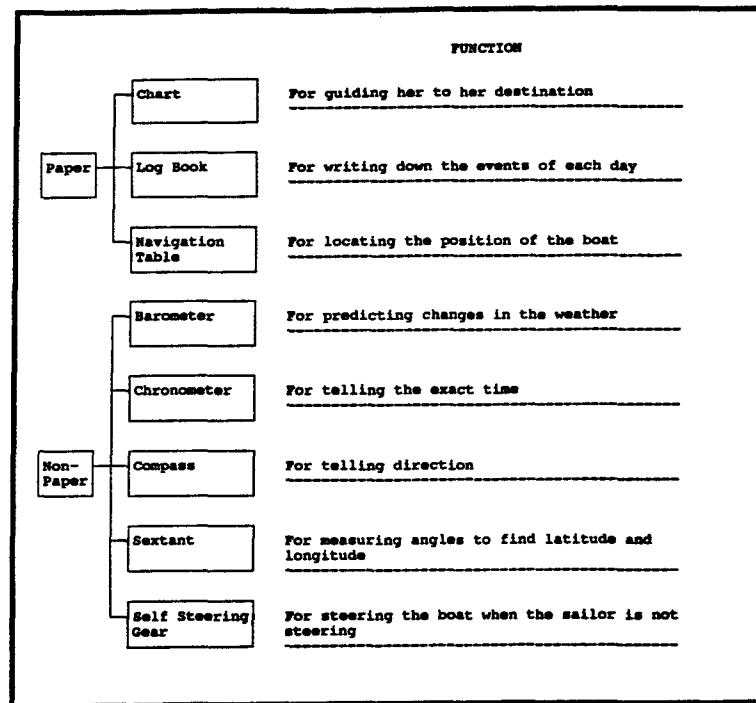 FUNCTION
Chart
For guiding her to her destination
Paper
Log Book
For writing down the events of each day
Navigation
Table
For locating the position of the boat
Barometer
For predicting changes in the weather
Chronometer
For telling the exact time
Non-
Paper
Compass
For telling direction
Sextant
For measuring angles to find latitude and
longitude
Self Steering
Gear
For steering the boat when the sailor is not
steering